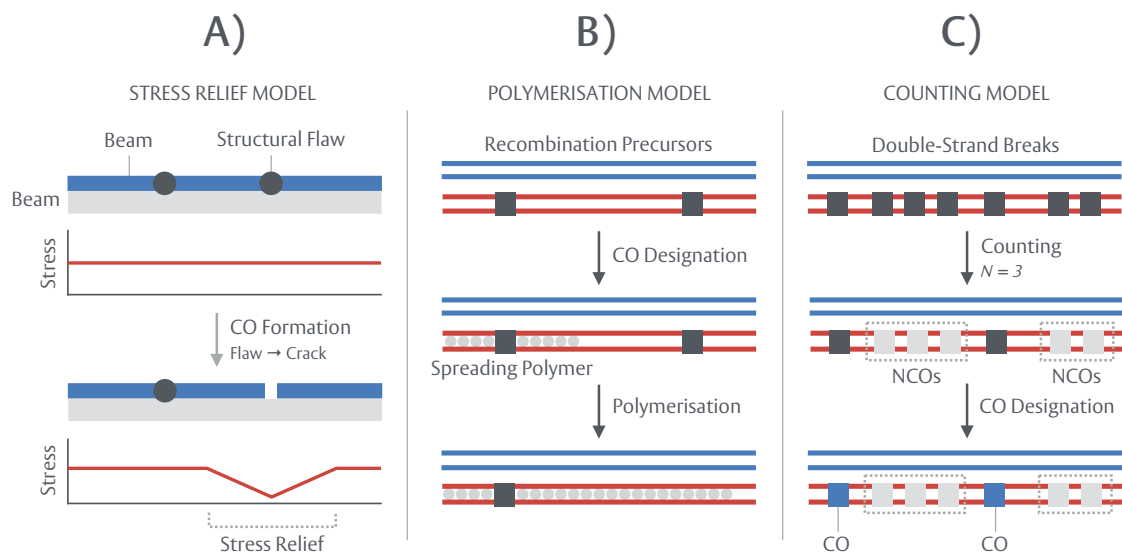 A)
STRESS RELIEF MODEL
Beam
Structural Flaw
Beam
Stress
CO Formation
Flaw → Crack
Stress
Stress Relief
B)
POLYMERISATION MODEL
Recombination Precursors
CO Designation
Spreading Polymer
Polymerisation
C)
COUNTING MODEL
Double-Strand Breaks
Counting
N = 3
NCOs
NCOs
CO Designation
CO
CO